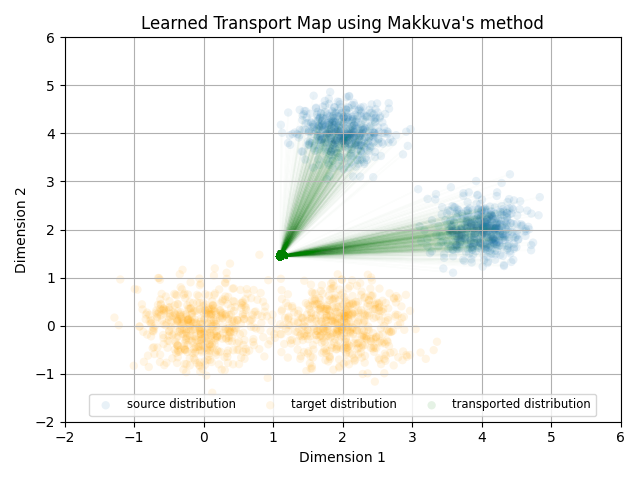 Learned Transport Map using Makkuva's method
6
5
4
3
2
1
0
−1
−2
Dimension 2
source distribution target distribution transported distribution
−2 −1 0 1 2 3 4 5 6
Dimension 1